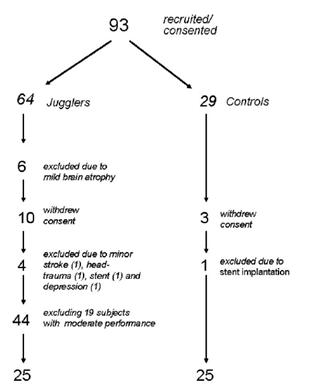 93 recruited/
consented
64 Jugglers
29 Controls
6 excluded due to
mild brain atrophy
10 withdrew
consent
3 withdrew
consent
4 excluded due to minor
stroke (1), head-
trauma (1), stent (1) and
depression (1)
1 excluded due to
stent implantation
44 excluding 19 subjects
with moderate performance
25
25